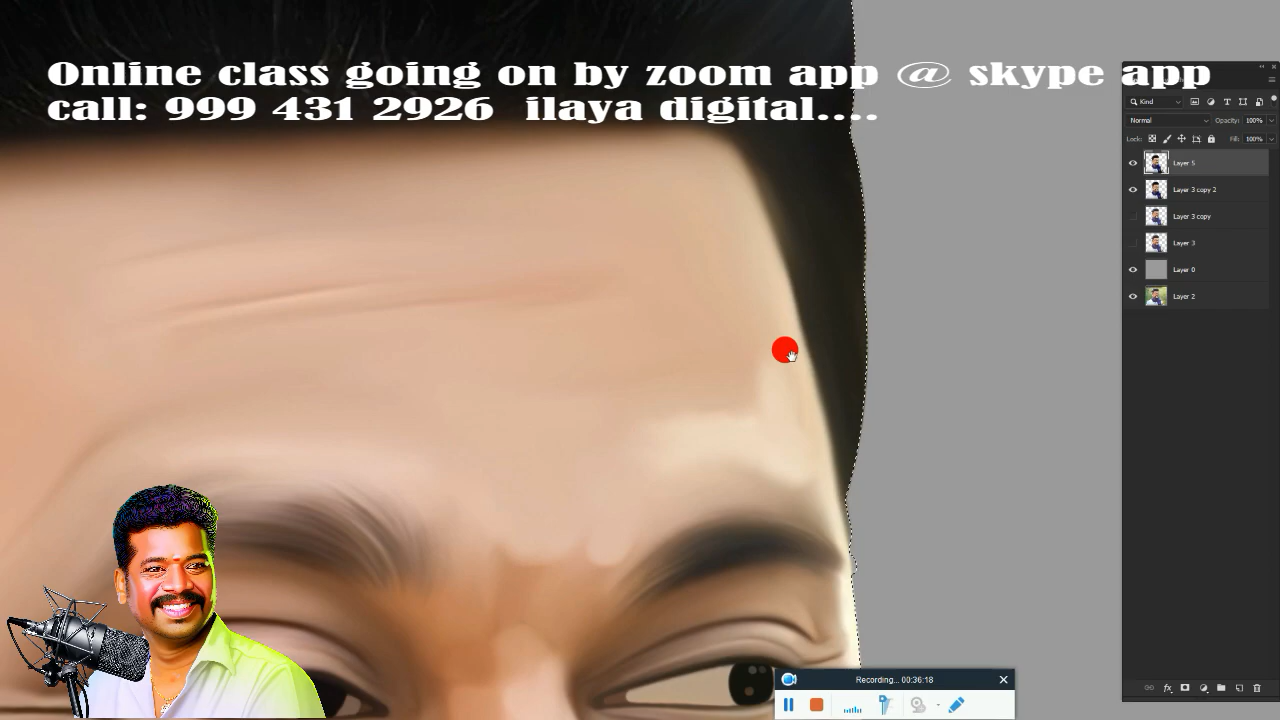 Online class going on by zoom app @ skype app
call: 999 431 2926 ilaya digital....
Kind
Normal
Opacity: 100%
Lock:
Fill: 100%
Layer 5
Layer 3 copy 2
Layer 3 copy
Layer 3
Layer 0
Layer 2
fx
Recording... 00:36:18